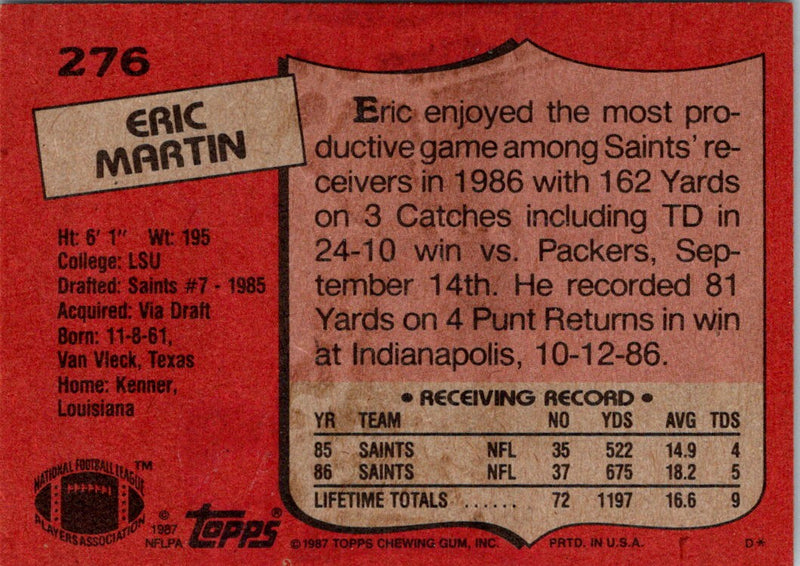 276
ERIC
MARTIN
Ht: 6' 1" Wt: 195
College: LSU
Drafted: Saints #7 - 1985
Acquired: Via Draft
Born: 11-8-61,
Van Vleck, Texas
Home: Kenner,
Louisiana
Eric enjoyed the most pro-
ductive game among Saints' re-
ceivers in 1986 with 162 Yards
on 3 Catches including TD in
24-10 win vs. Packers, Sep-
tember 14th. He recorded 81
Yards on 4 Punt Returns in win
at Indianapolis, 10-12-86.
• RECEIVING RECORD •
YR TEAM NO YDS AVG TDS
85 SAINTS NFL 35 522 14.9 4
86 SAINTS NFL 37 675 18.2 5
LIFETIME TOTALS ...... 72 1197 16.6 9
NATIONAL FOOTBALL LEAGUE ™
PLAYERS ASSOCIATION
© 1987 NFLPA
Topps®
© 1987 TOPPS CHEWING GUM, INC. PRTD. IN U.S.A. D*